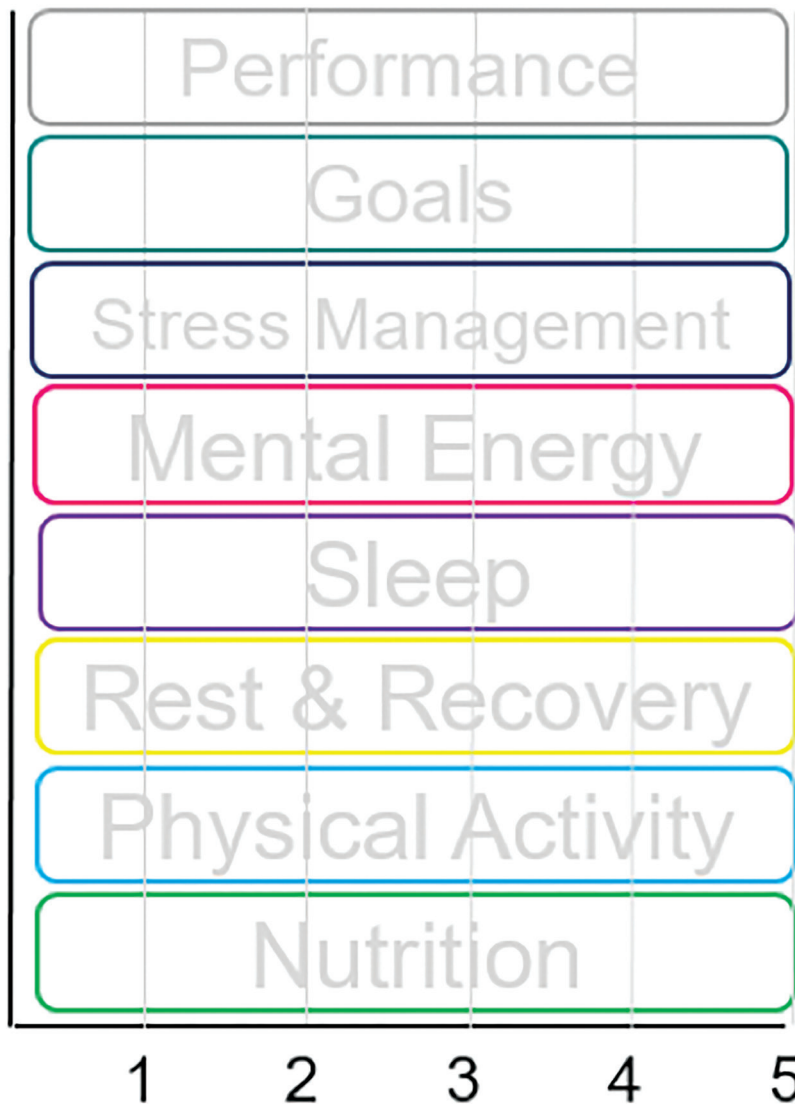 Performance
Goals
Stress Management
Mental Energy
Sleep
Rest & Recovery
Physical Activity
Nutrition
1 2 3 4 5